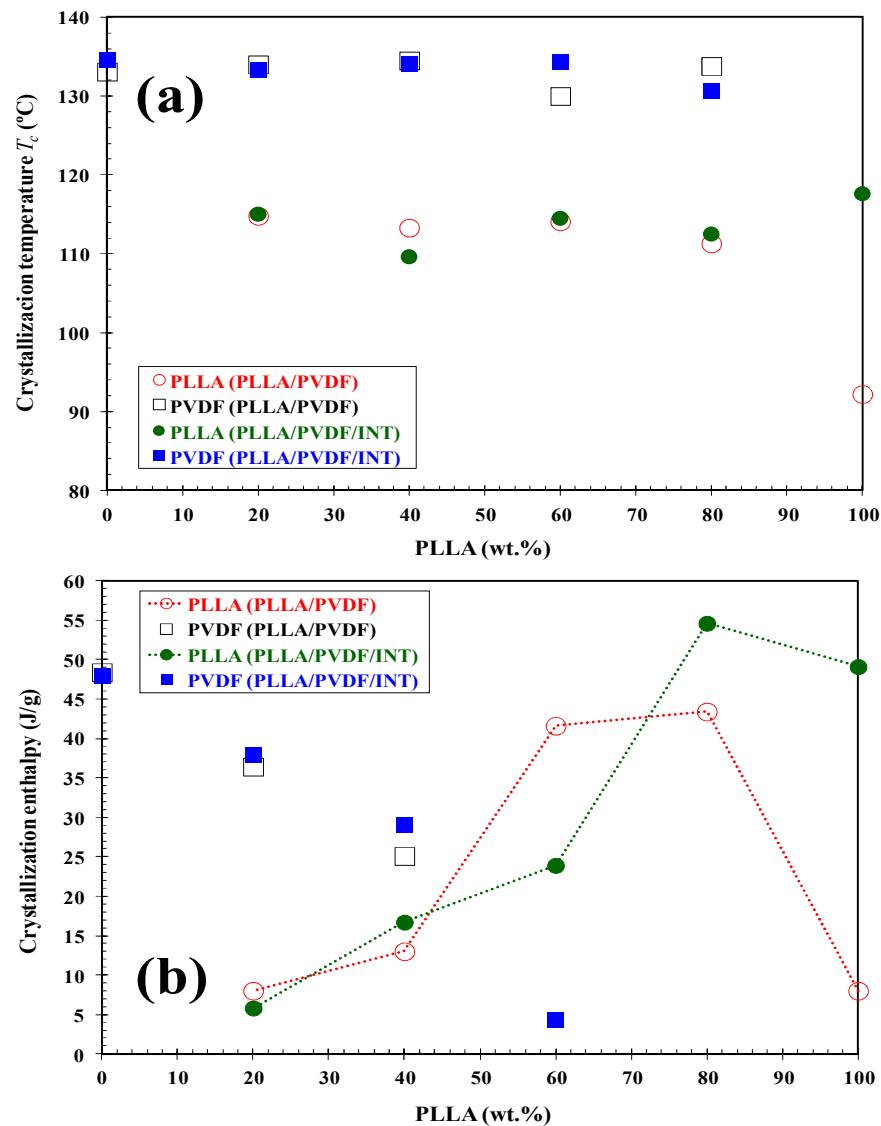 140
130
120
110
100
90
80
Crystallizacion temperature Tc (ºC)
(a)
PLLA (PLLA/PVDF)
PVDF (PLLA/PVDF)
PLLA (PLLA/PVDF/INT)
PVDF (PLLA/PVDF/INT)
0 10 20 30 40 50 60 70 80 90 100
PLLA (wt.%)
60
55
50
45
40
35
30
25
20
15
10
5
0
Crystallization enthalpy (J/g)
PLLA (PLLA/PVDF)
PVDF (PLLA/PVDF)
PLLA (PLLA/PVDF/INT)
PVDF (PLLA/PVDF/INT)
(b)
0 10 20 30 40 50 60 70 80 90 100
PLLA (wt.%)